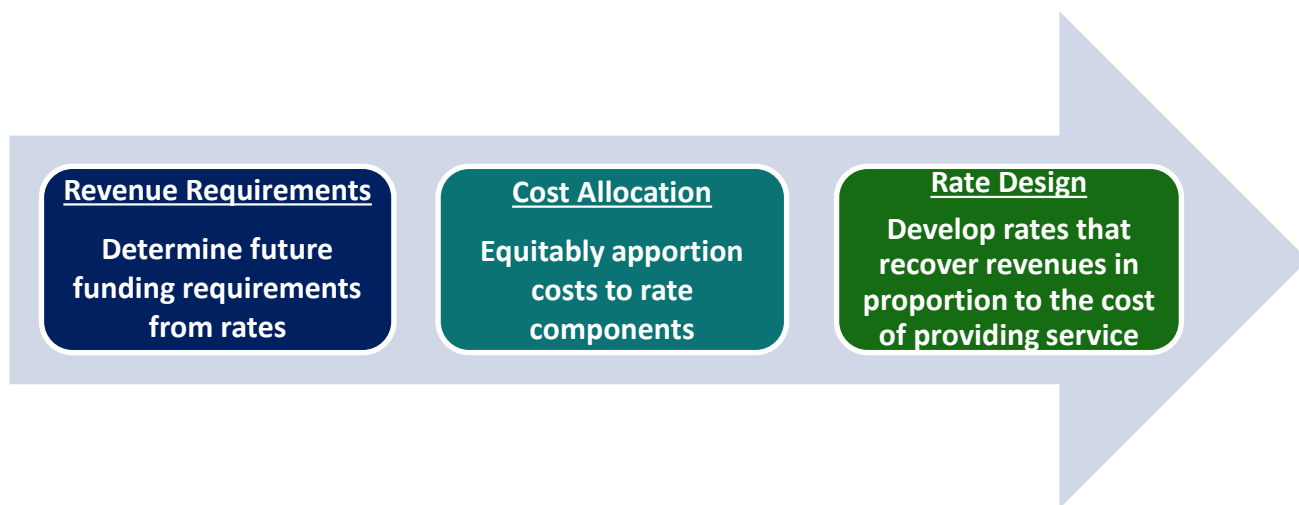 Revenue Requirements
Determine future
funding requirements
from rates
Cost Allocation
Equitably apportion
costs to rate
components
Rate Design
Develop rates that
recover revenues in
proportion to the cost
of providing service